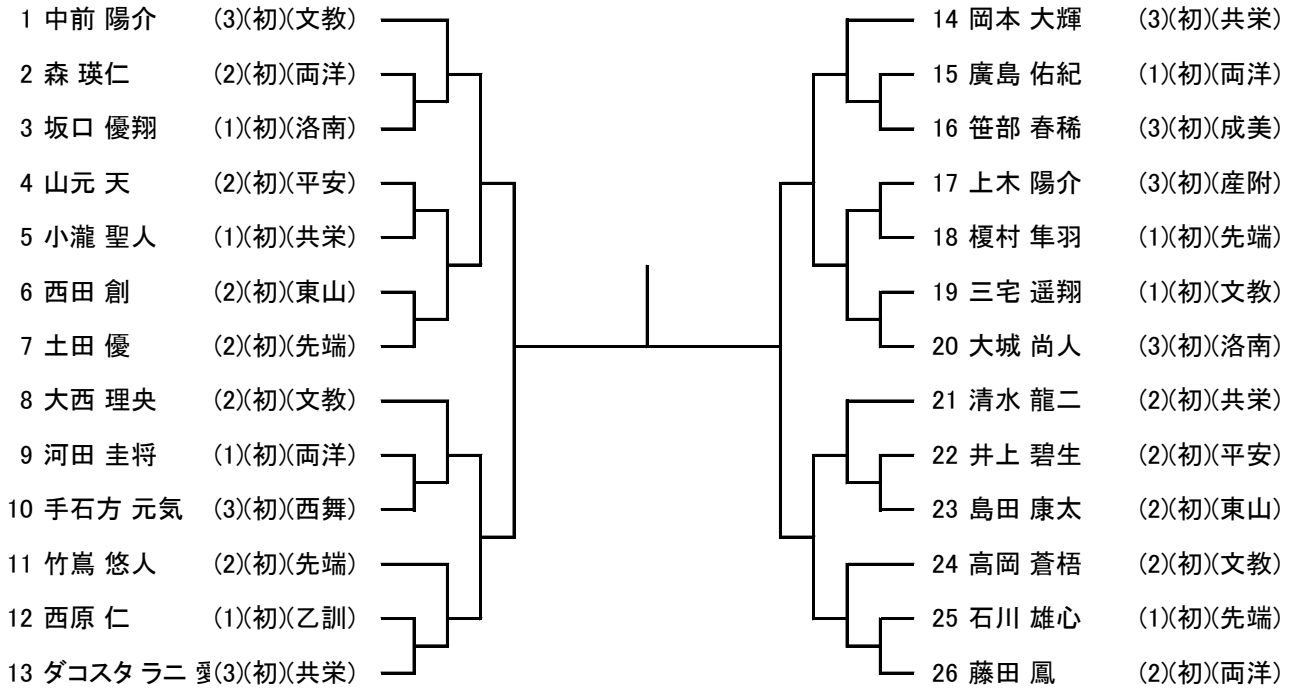 1 中前 陽介 (3)(初)(文教)
2 森 瑛仁 (2)(初)(両洋)
3 坂口 優翔 (1)(初)(洛南)
4 山元 天 (2)(初)(平安)
5 小瀧 聖人 (1)(初)(共栄)
6 西田 創 (2)(初)(東山)
7 土田 優 (2)(初)(先端)
8 大西 理央 (2)(初)(文教)
9 河田 圭将 (1)(初)(両洋)
10 手石方 元気 (3)(初)(西舞)
11 竹嶌 悠人 (2)(初)(先端)
12 西原 仁 (1)(初)(乙訓)
13 ダコスタ ラニ 愛(3)(初)(共栄)
14 岡本 大輝 (3)(初)(共栄)
15 廣島 佑紀 (1)(初)(両洋)
16 笹部 春稀 (3)(初)(成美)
17 上木 陽介 (3)(初)(産附)
18 榎村 隼羽 (1)(初)(先端)
19 三宅 遥翔 (1)(初)(文教)
20 大城 尚人 (3)(初)(洛南)
21 清水 龍二 (2)(初)(共栄)
22 井上 碧生 (2)(初)(平安)
23 島田 康太 (2)(初)(東山)
24 高岡 蒼梧 (2)(初)(文教)
25 石川 雄心 (1)(初)(先端)
26 藤田 鳳 (2)(初)(両洋)